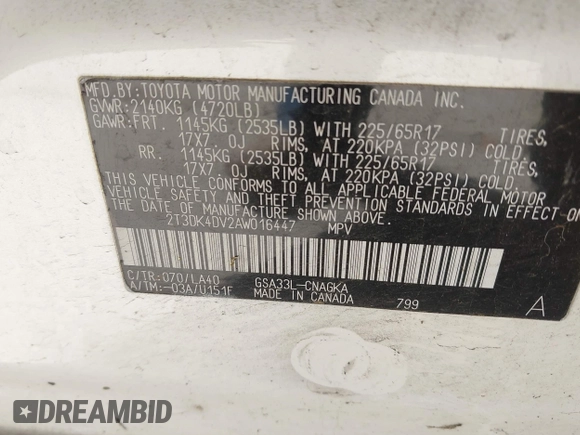 MFD.BY:TOYOTA MOTOR MANUFACTURING CANADA INC.
GVWR:2140KG (4720LB)
GAWR:FRT. 1145KG (2535LB) WITH 225/65R17 TIRES,
17X7.0J RIMS, AT 220KPA (32PSI) COLD.
RR. 1145KG (2535LB) WITH 225/65R17 TIRES,
17X7.0J RIMS, AT 220KPA (32PSI) COLD.
THIS VEHICLE CONFORMS TO ALL APPLICABLE FEDERAL MOTOR
VEHICLE SAFETY AND THEFT PREVENTION STANDARDS IN EFFECT ON
THE DATE OF MANUFACTURE SHOWN ABOVE.
2T3DK4DV2AW016447 MPV
C/TR:070/LA40 GSA33L-CNAGKA
A/TM:-03A/U151F MADE IN CANADA 799 A
DREAMBID